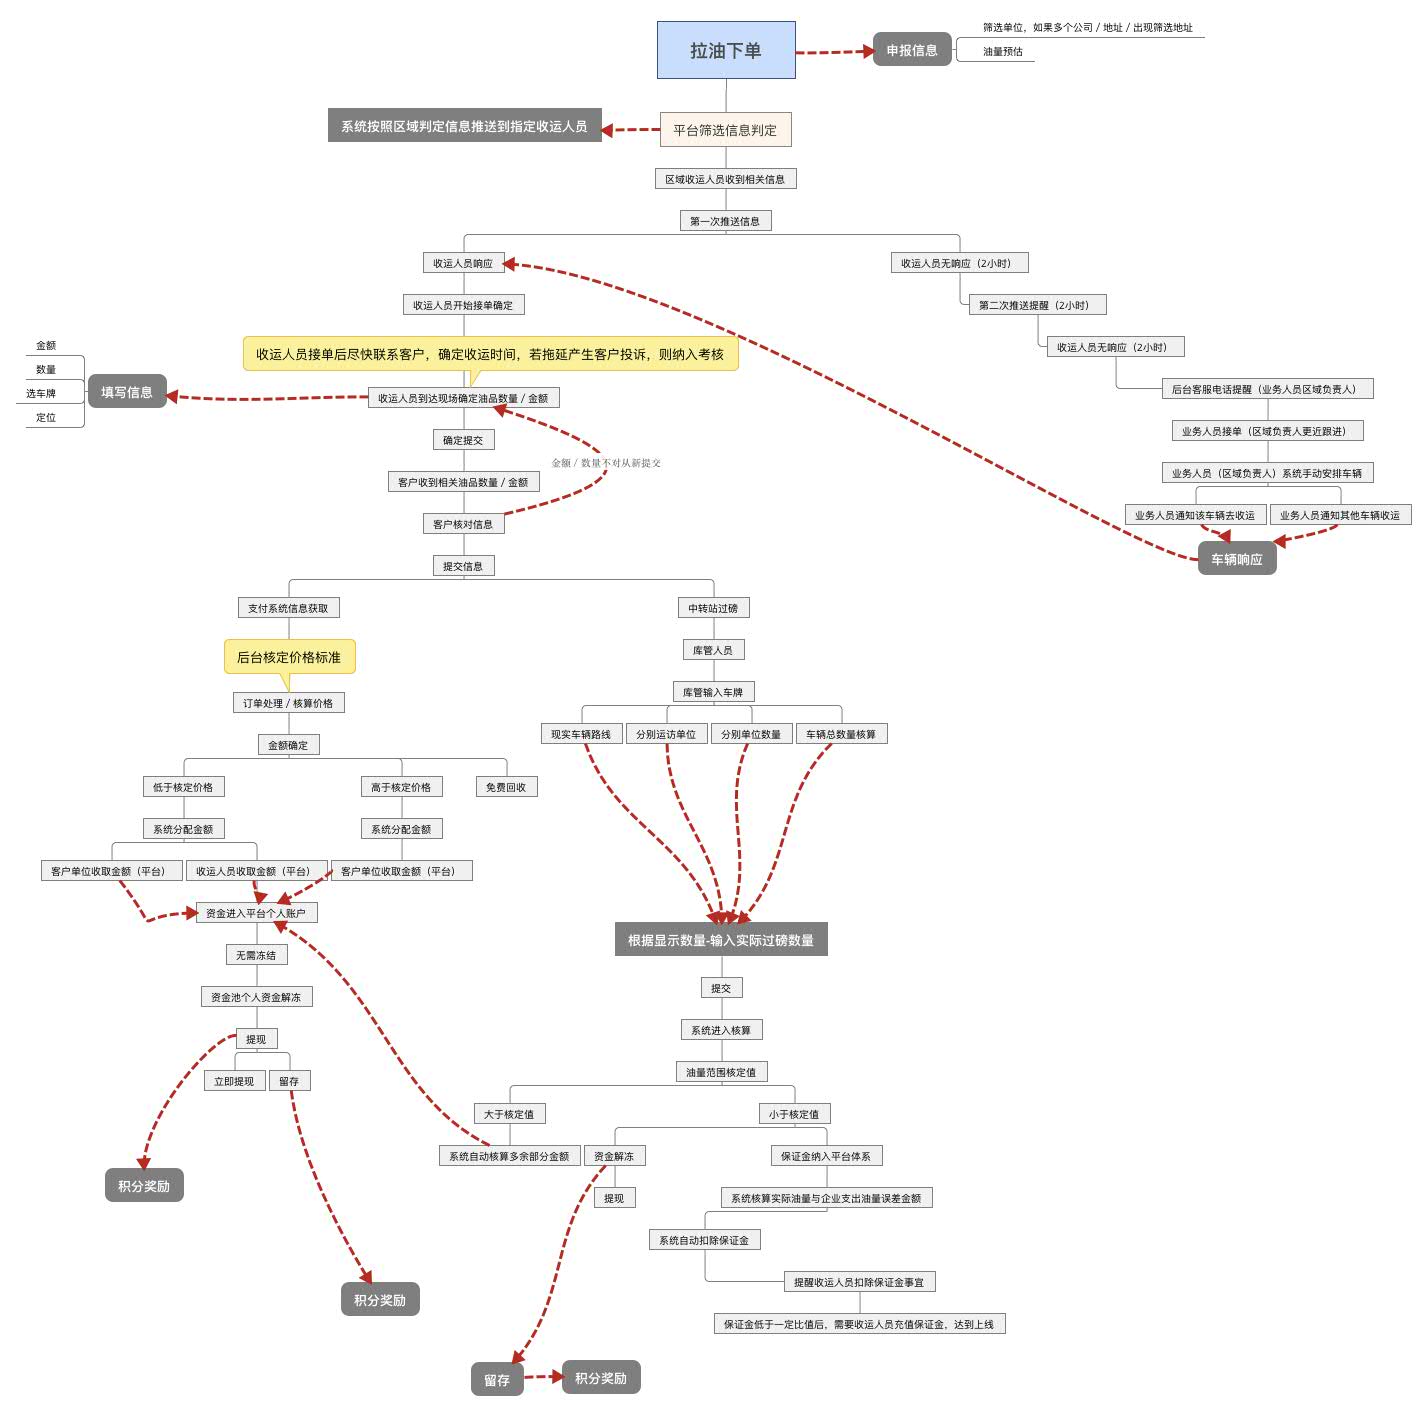 拉油下单
申报信息
筛选单位，如果多个公司 / 地址 / 出现筛选地址
油量预估
系统按照区域判定信息推送到指定收运人员
平台筛选信息判定
区域收运人员收到相关信息
第一次推送信息
收运人员响应
收运人员无响应（2小时）
收运人员开始接单确定
第二次推送提醒（2小时）
收运人员接单后尽快联系客户，确定收运时间，若拖延产生客户投诉，则纳入考核
收运人员无响应（2小时）
金额
数量
选车牌
定位
填写信息
收运人员到达现场确定油品数量 / 金额
后台客服电话提醒（业务人员区域负责人）
确定提交
业务人员接单（区域负责人更近跟进）
金额 / 数量不对从新提交
客户收到相关油品数量 / 金额
业务人员（区域负责人）系统手动安排车辆
客户核对信息
业务人员通知该车辆去收运
业务人员通知其他车辆收运
车辆响应
提交信息
支付系统信息获取
中转站过磅
后台核定价格标准
库管人员
订单处理 / 核算价格
库管输入车牌
金额确定
现实车辆路线
分别运访单位
分别单位数量
车辆总数量核算
低于核定价格
高于核定价格
免费回收
系统分配金额
系统分配金额
客户单位收取金额（平台）
收运人员收取金额（平台）
客户单位收取金额（平台）
资金进入平台个人账户
根据显示数量-输入实际过磅数量
无需冻结
提交
资金池个人资金解冻
系统进入核算
提现
油量范围核定值
立即提现
留存
大于核定值
小于核定值
系统自动核算多余部分金额
资金解冻
保证金纳入平台体系
积分奖励
提现
系统核算实际油量与企业支出油量误差金额
系统自动扣除保证金
积分奖励
提醒收运人员扣除保证金事宜
保证金低于一定比值后，需要收运人员充值保证金，达到上线
留存
积分奖励